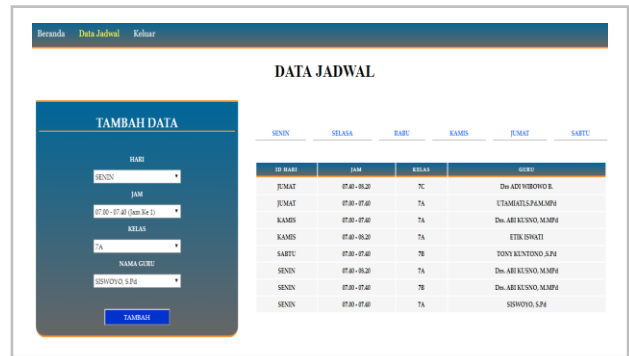 Beranda Data Jadwal Keluar
DATA JADWAL
TAMBAH DATA
HARI
SENIN
JAM
07.00 - 07.40 (Jam Ke 1)
KELAS
7A
NAMA GURU
SISWOYO, S.Pd
TAMBAH
SENIN SELASA RABU KAMIS JUMAT SABTU
ID HARI JAM KELAS GURU
JUMAT 07.40 - 08.20 7C Drs ADI WIBOWO B.
JUMAT 07.00 - 07.40 7A UTAMIATI,S.Pd.M.MPd
KAMIS 07.00 - 07.40 7A Drs. ABI KUSNO, M.MPd
KAMIS 07.40 - 08.20 7A ETIK ISWATI
SABTU 07.00 - 07.40 7B TONY KUNTONO ,S.Pd
SENIN 07.40 - 08.20 7A Drs. ABI KUSNO, M.MPd
SENIN 07.00 - 07.40 7B Drs. ABI KUSNO, M.MPd
SENIN 07.00 - 07.40 7A SISWOYO, S.Pd